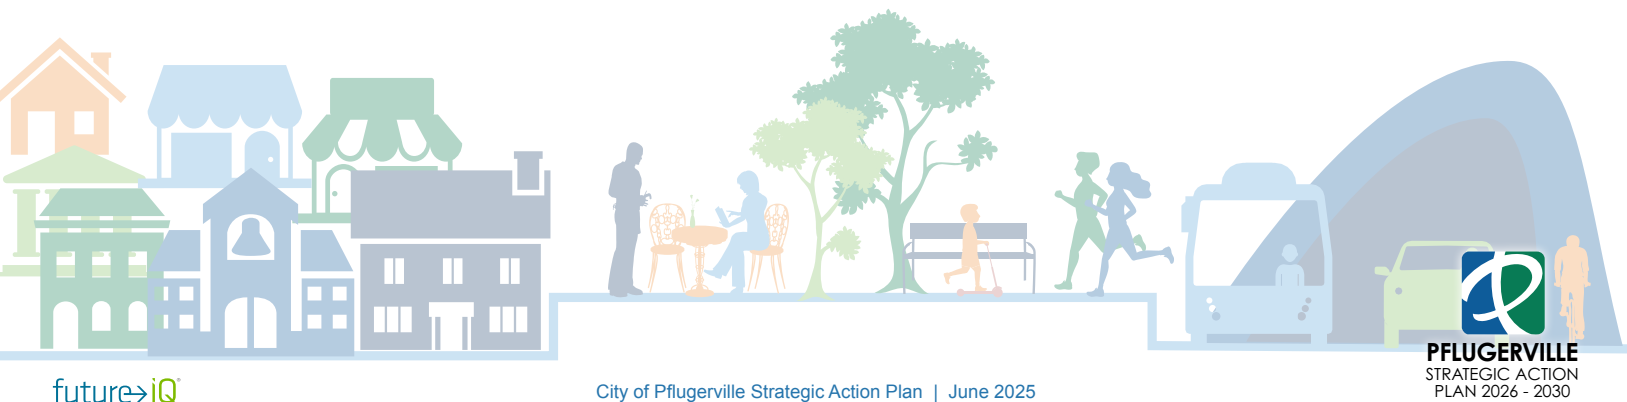 PFLUGERVILLE
STRATEGIC ACTION
PLAN 2026 - 2030
future→iQ®
City of Pflugerville Strategic Action Plan | June 2025